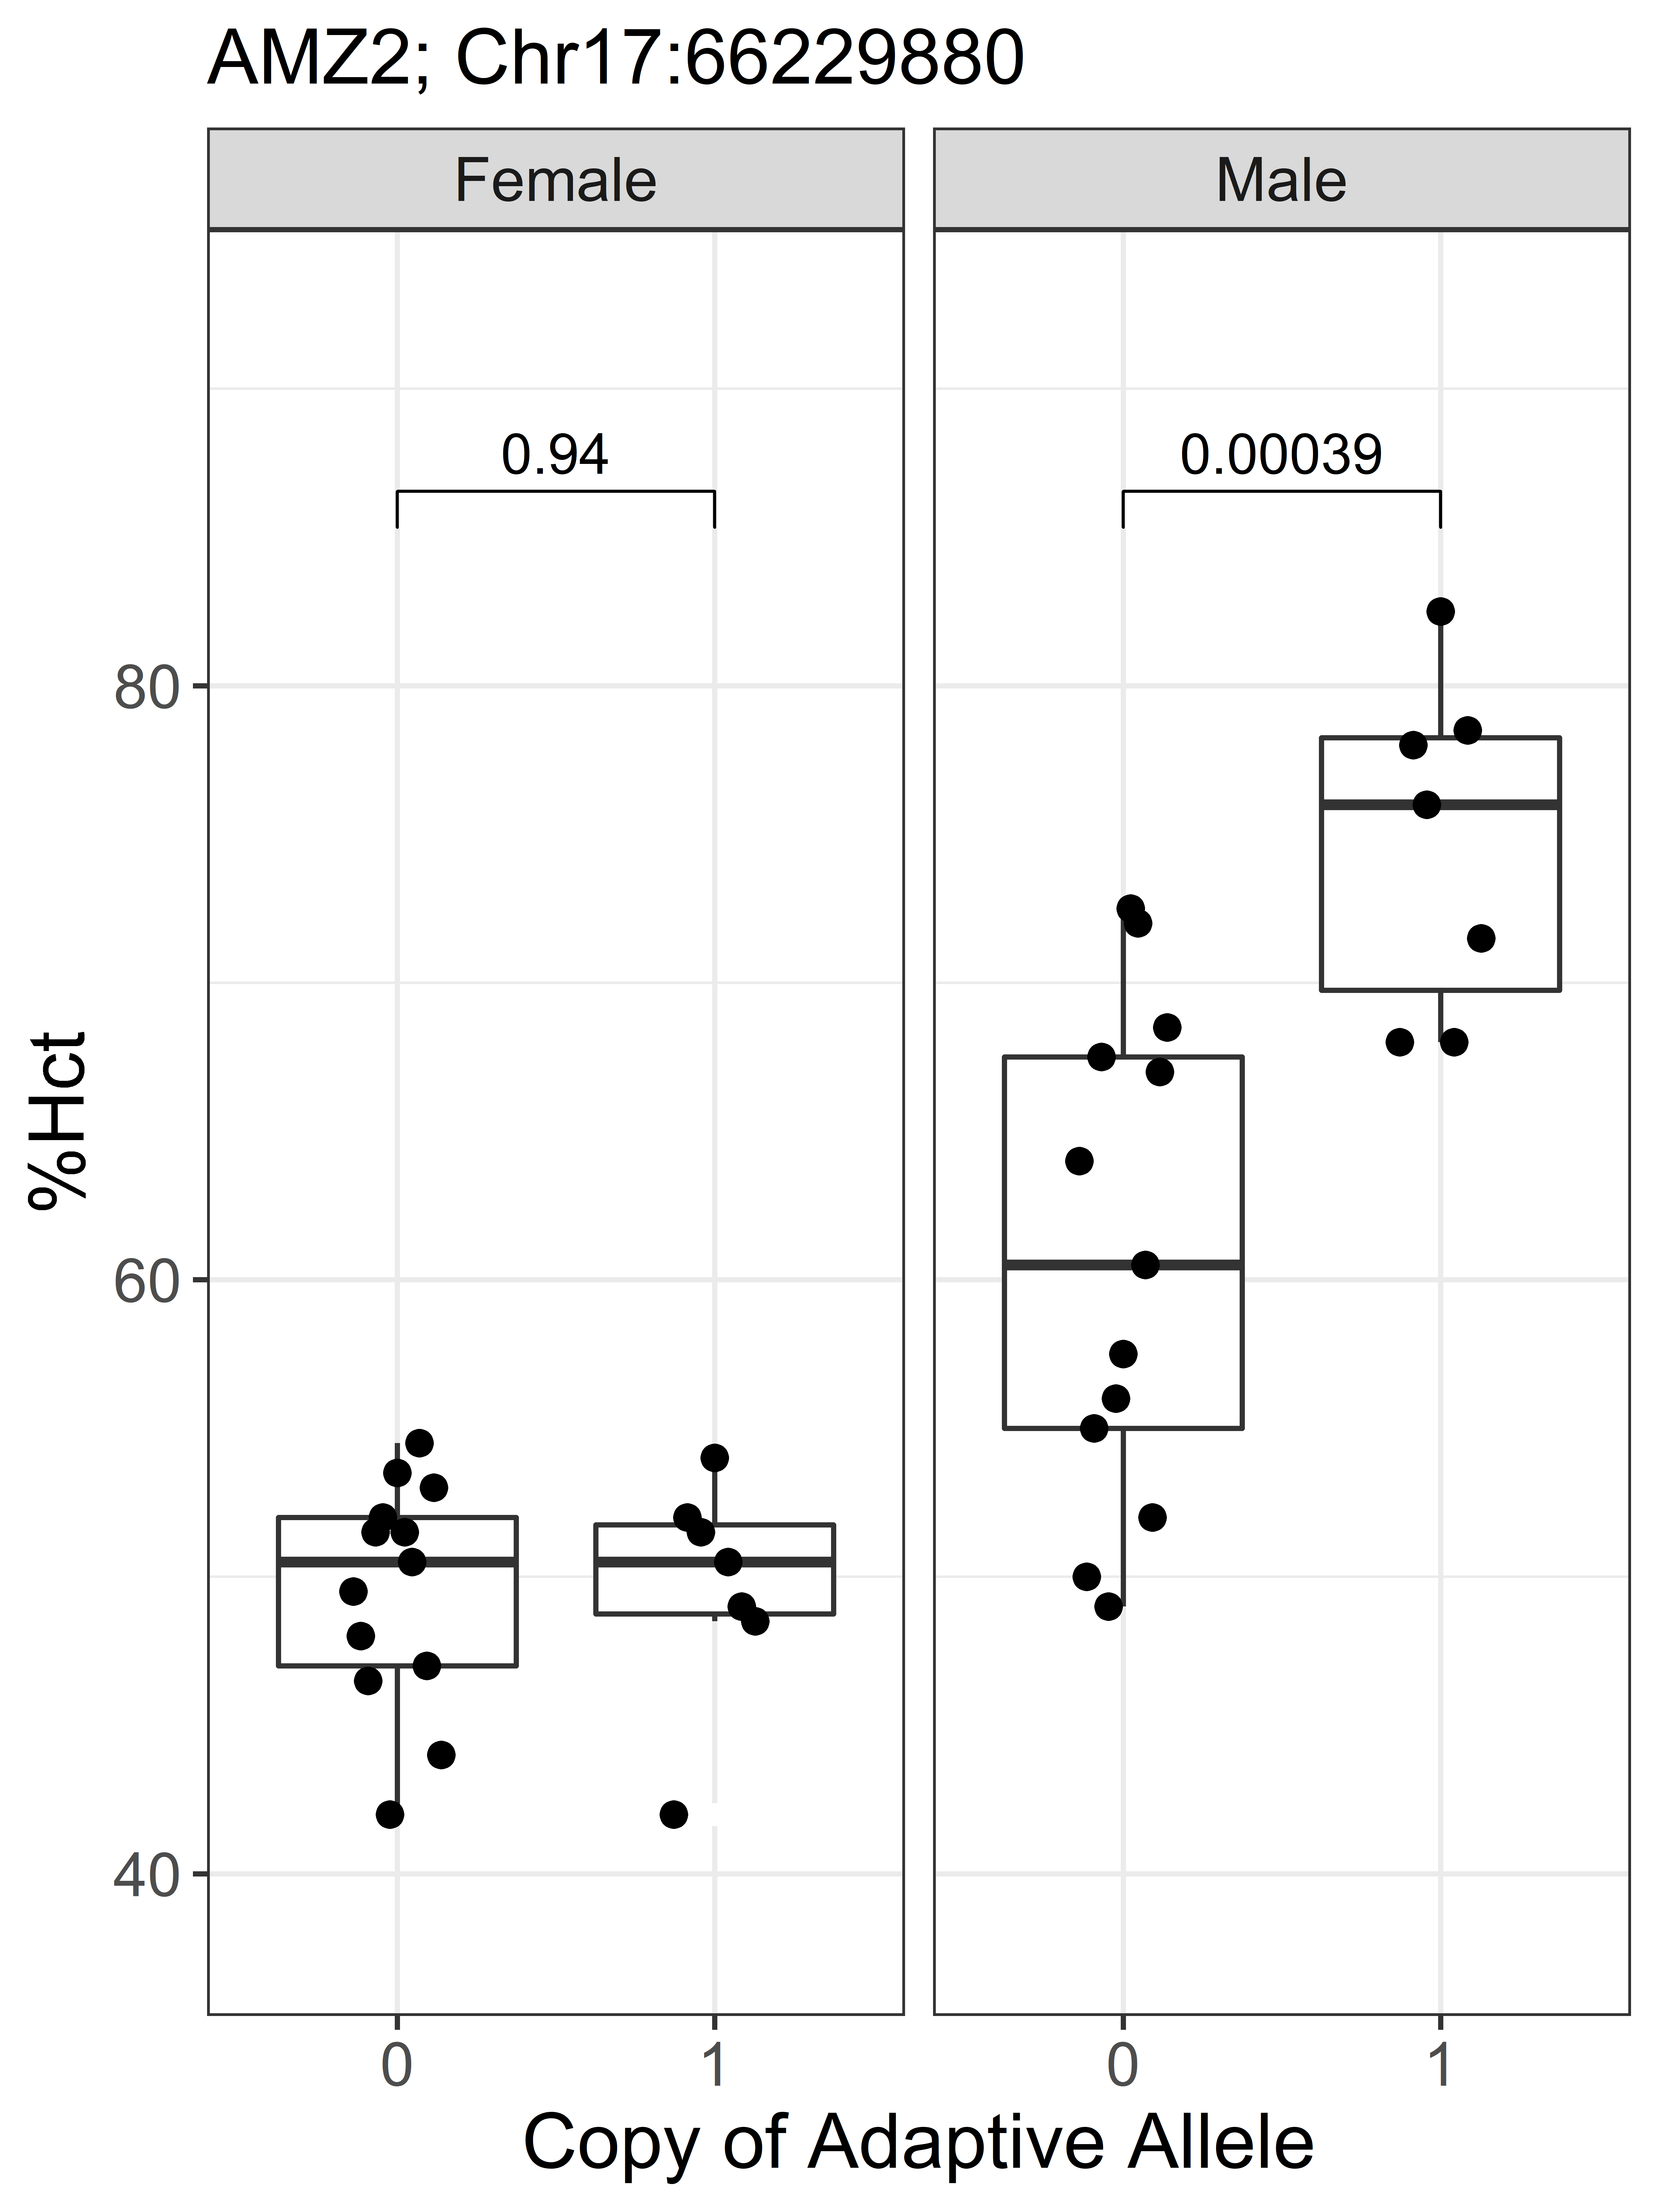 AMZ2; Chr17:66229880
Female
Male
0.94
0.00039
80
60
40
%Hct
0
1
0
1
Copy of Adaptive Allele